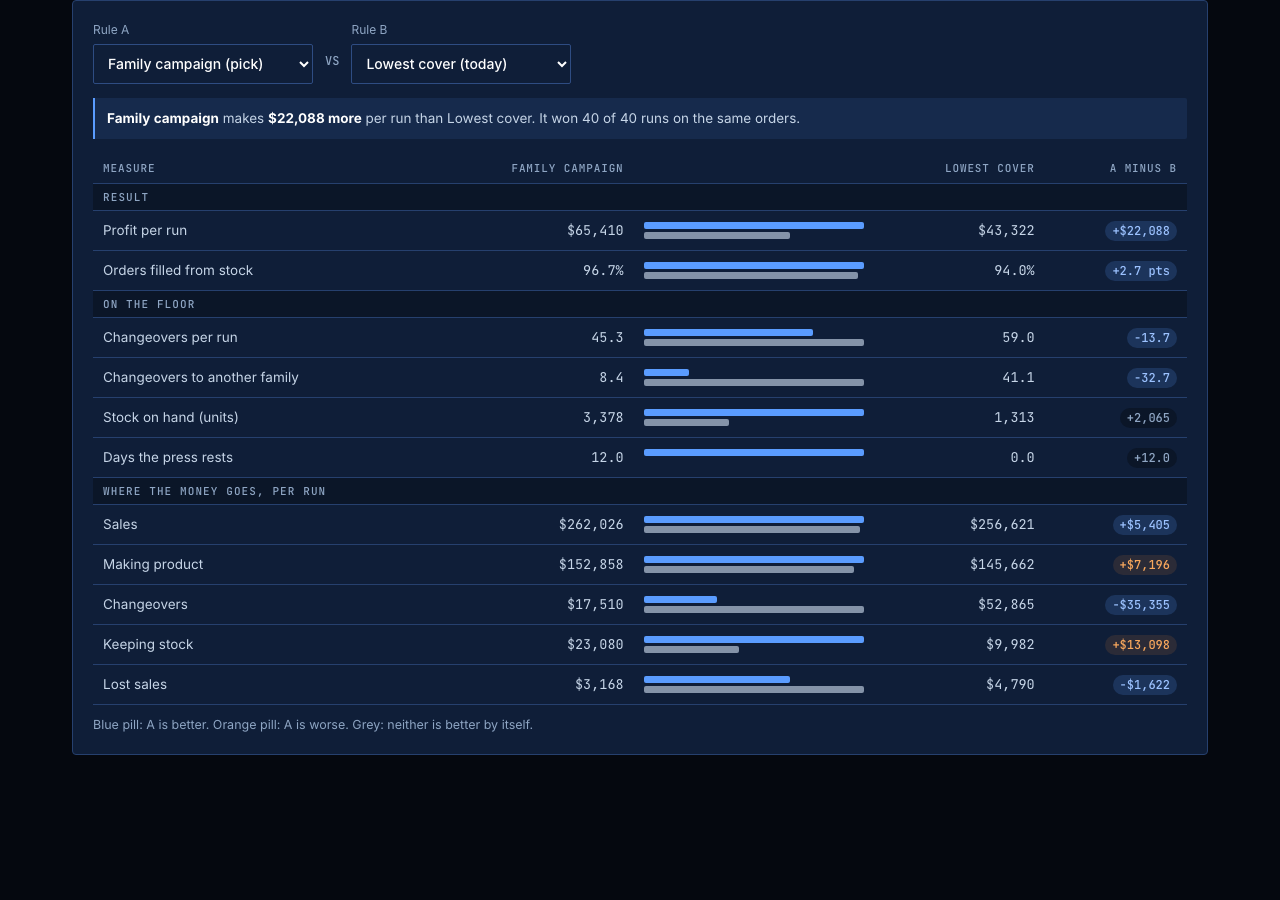 Rule A
Rule B
Family campaign (pick)
VS
Lowest cover (today)
Family campaign makes $22,088 more per run than Lowest cover. It won 40 of 40 runs on the same orders.
MEASURE FAMILY CAMPAIGN LOWEST COVER A MINUS B
RESULT
Profit per run $65,410 $43,322 +$22,088
Orders filled from stock 96.7% 94.0% +2.7 pts
ON THE FLOOR
Changeovers per run 45.3 59.0 -13.7
Changeovers to another family 8.4 41.1 -32.7
Stock on hand (units) 3,378 1,313 +2,065
Days the press rests 12.0 0.0 +12.0
WHERE THE MONEY GOES, PER RUN
Sales $262,026 $256,621 +$5,405
Making product $152,858 $145,662 +$7,196
Changeovers $17,510 $52,865 -$35,355
Keeping stock $23,080 $9,982 +$13,098
Lost sales $3,168 $4,790 -$1,622
Blue pill: A is better. Orange pill: A is worse. Grey: neither is better by itself.